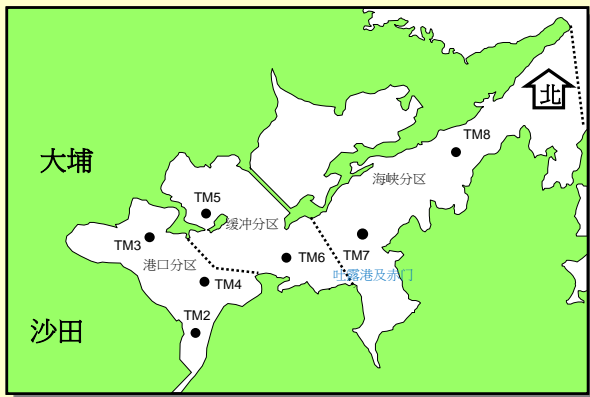 北
TM8
大埔
海峡分区
TM5
缓冲分区
TM3
TM6
TM7
港口分区
吐露港及赤门
TM4
TM2
沙田